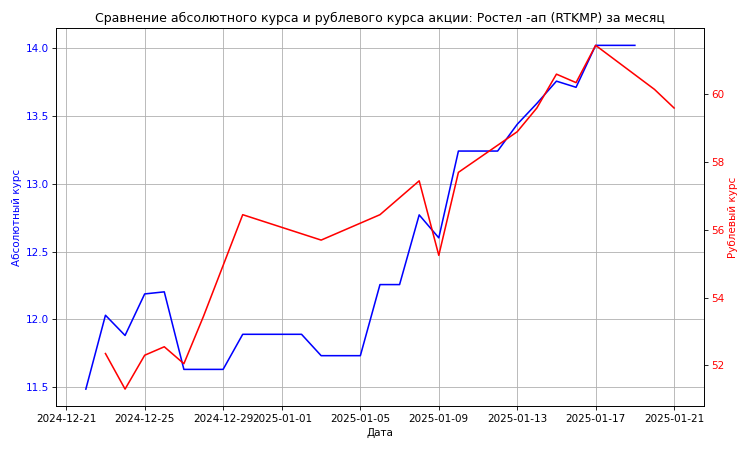 Сравнение абсолютного курса и рублевого курса акции: Ростел -ап (RTKMP) за месяц
14.0
13.5
13.0
12.5
12.0
11.5
Абсолютный курс
60
58
56
54
52
Рублевый курс
2024-12-21 2024-12-25 2024-12-29 2025-01-01 2025-01-05 2025-01-09 2025-01-13 2025-01-17 2025-01-21
Дата